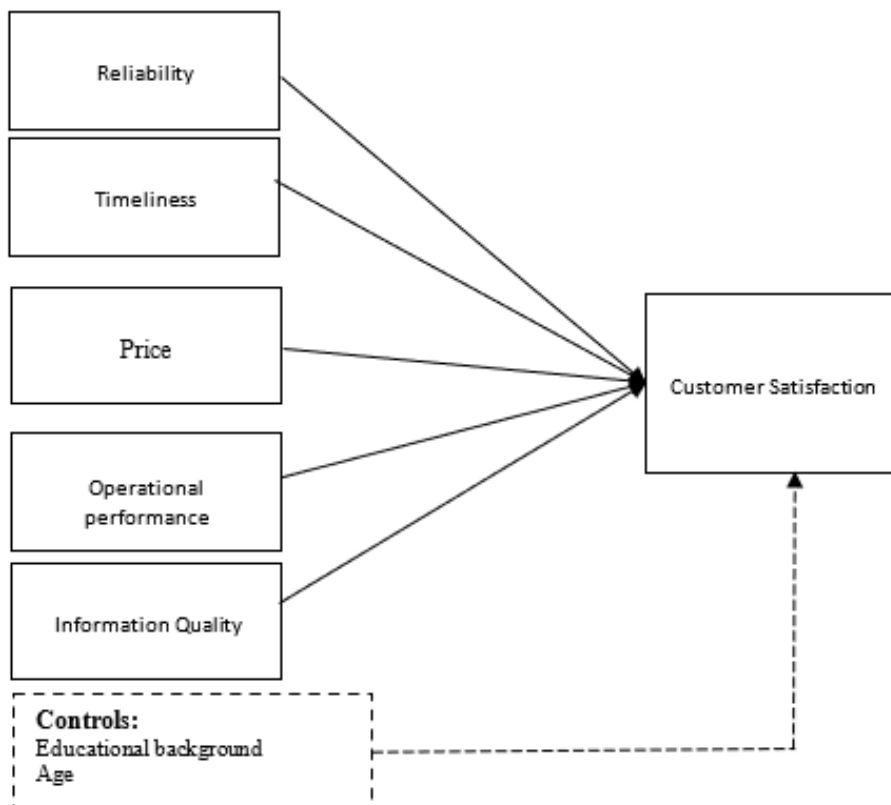 Reliability
Timeliness
Price
Operational
performance
Information Quality
Customer Satisfaction
Controls:
Educational background
Age